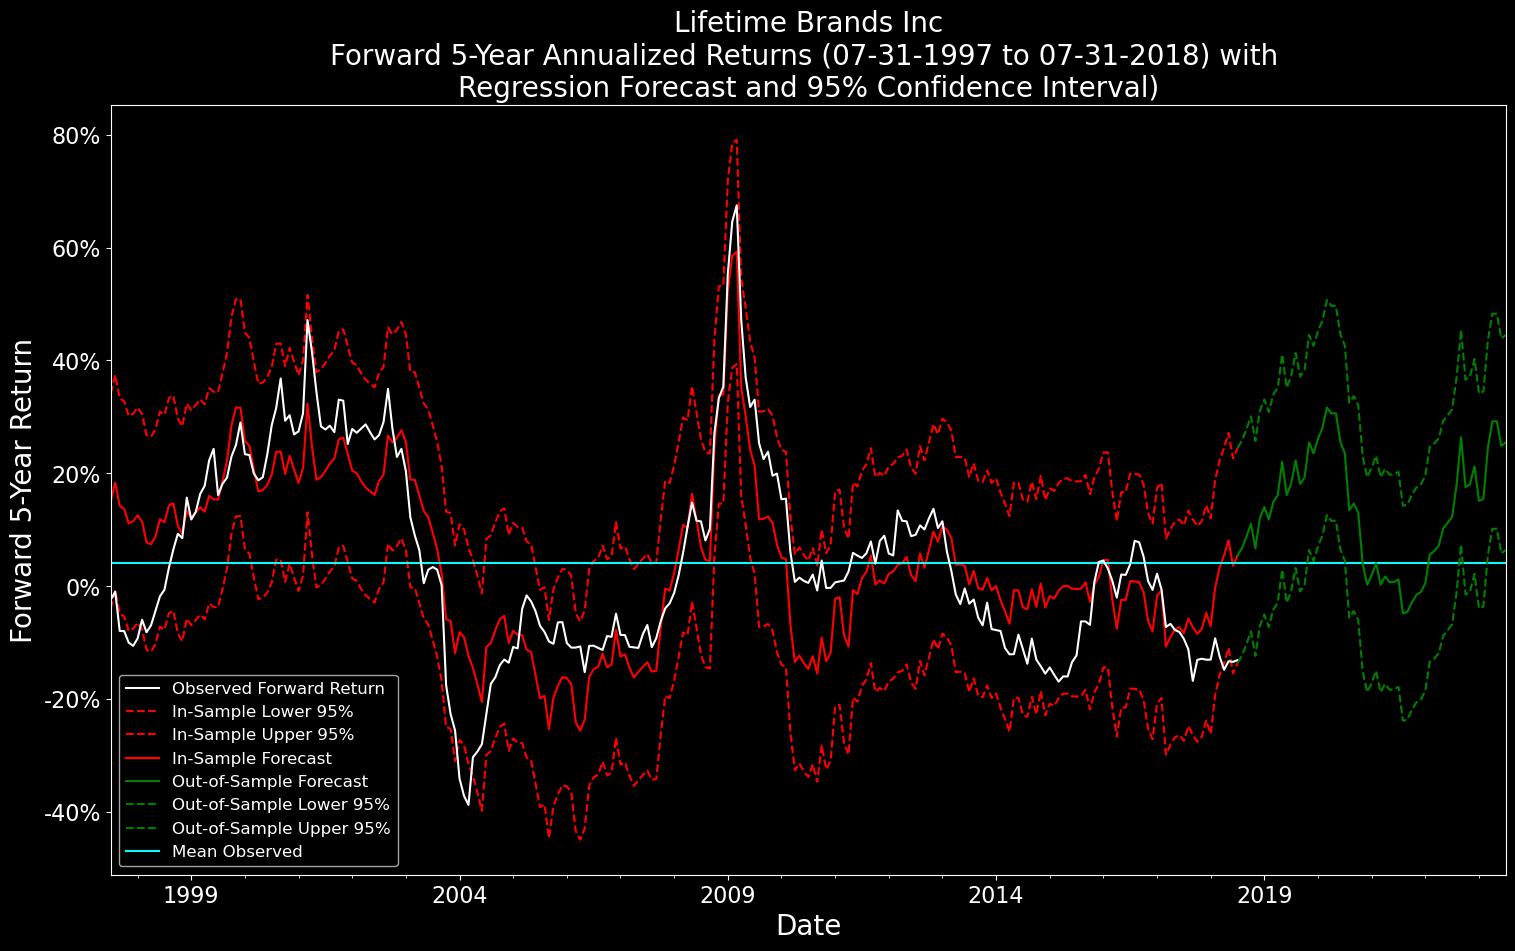 Lifetime Brands Inc
Forward 5-Year Annualized Returns (07-31-1997 to 07-31-2018) with
Regression Forecast and 95% Confidence Interval)
Forward 5-Year Return
80%
60%
40%
20%
0%
-20%
-40%
Observed Forward Return
In-Sample Lower 95%
In-Sample Upper 95%
In-Sample Forecast
Out-of-Sample Forecast
Out-of-Sample Lower 95%
Out-of-Sample Upper 95%
Mean Observed
1999 2004 2009 2014 2019
Date